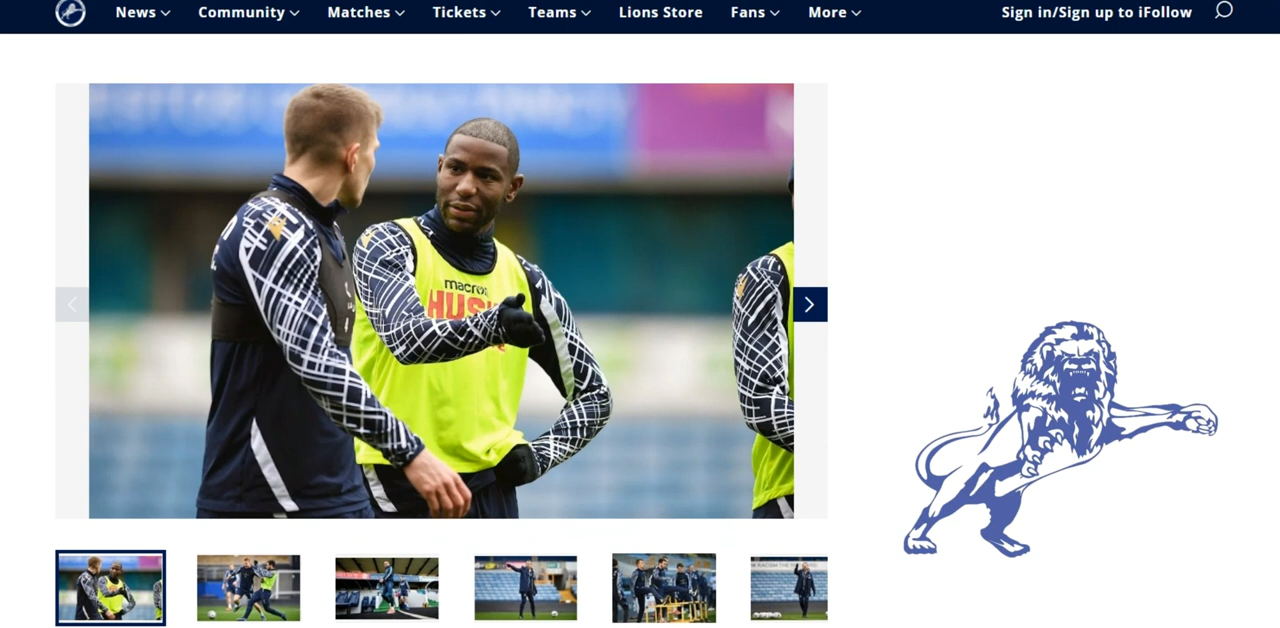 News Community Matches Tickets Teams Lions Store Fans More Sign in/Sign up to iFollow
macron
HUSK